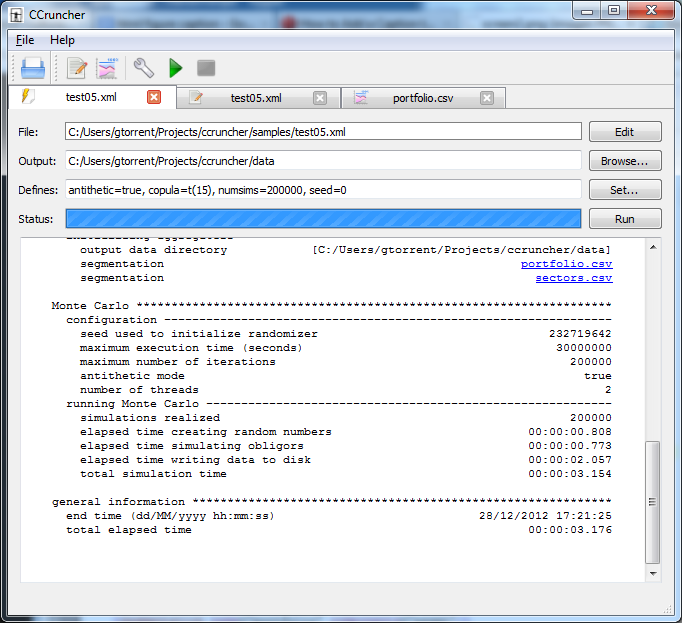 CCruncher
File Help
test05.xml test05.xml portfolio.csv
File: C:/Users/gtorrent/Projects/ccruncher/samples/test05.xml Edit
Output: C:/Users/gtorrent/Projects/ccruncher/data Browse...
Defines: antithetic=true, copula=t(15), numsims=200000, seed=0 Set...
Status: Run
output data directory [C:/Users/gtorrent/Projects/ccruncher/data]
segmentation portfolio.csv
segmentation sectors.csv
Monte Carlo ********************************************************************
configuration ----------------------------------------------------------------
seed used to initialize randomizer 232719642
maximum execution time (seconds) 30000000
maximum number of iterations 200000
antithetic mode true
number of threads 2
running Monte Carlo ----------------------------------------------------------
simulations realized 200000
elapsed time creating random numbers 00:00:00.808
elapsed time simulating obligors 00:00:00.773
elapsed time writing data to disk 00:00:02.057
total simulation time 00:00:03.154
general information ************************************************************
end time (dd/MM/yyyy hh:mm:ss) 28/12/2012 17:21:25
total elapsed time 00:00:03.176